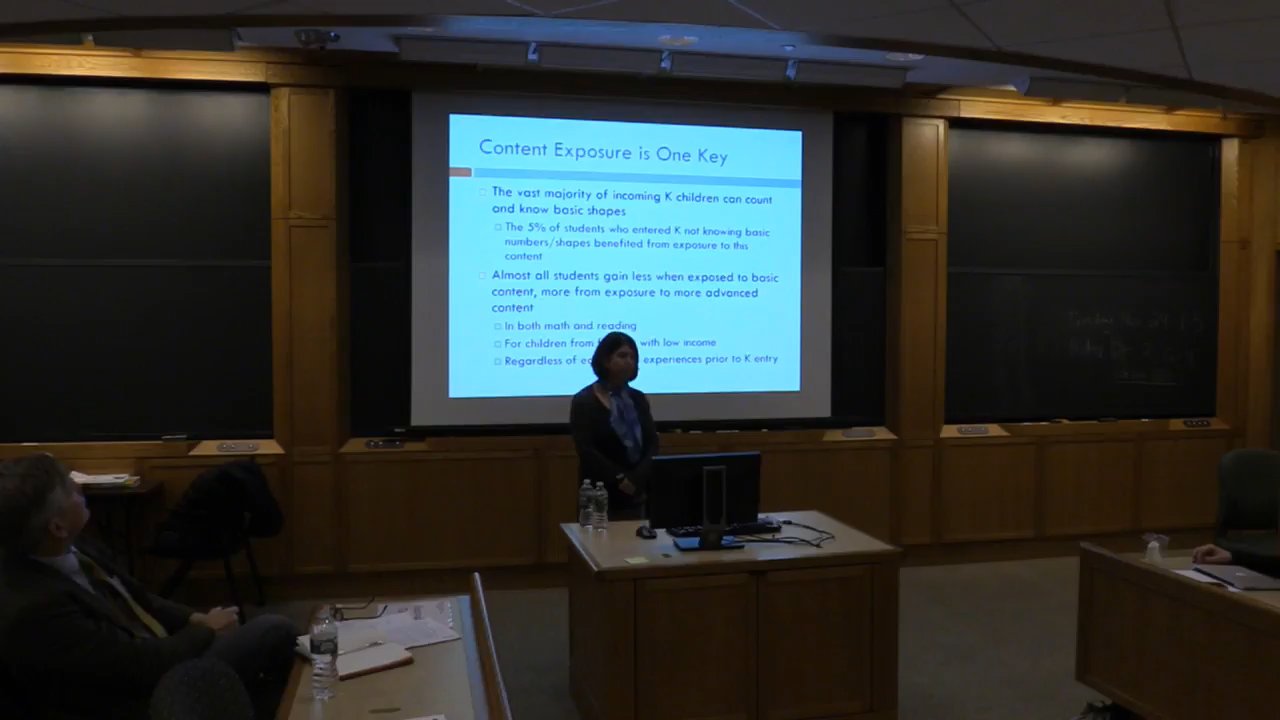 Content Exposure is One Key
The vast majority of incoming K children can count
and know basic shapes
The 5% of students who entered K not knowing basic
numbers/shapes benefited from exposure to this
content
Almost all students gain less when exposed to basic
content, more from exposure to more advanced
content
In both math and reading
For children from with low income
Regardless of experiences prior to K entry